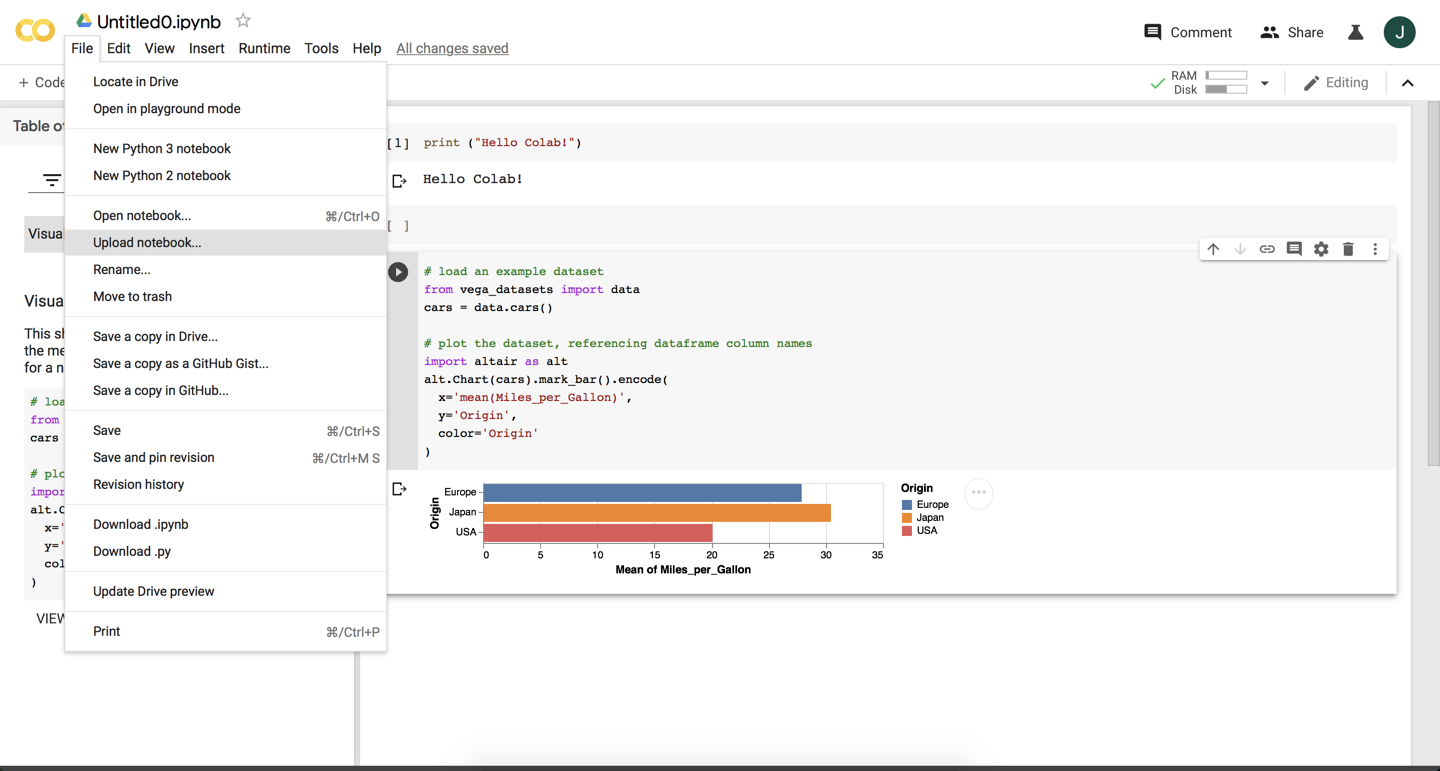 Untitled0.ipynb
File Edit View Insert Runtime Tools Help All changes saved
Comment
Share
J
+ Code
RAM
Disk
Editing
Locate in Drive
Open in playground mode
New Python 3 notebook
New Python 2 notebook
Open notebook... ⌘/Ctrl+O
Upload notebook...
Rename...
Move to trash
Save a copy in Drive...
Save a copy as a GitHub Gist...
Save a copy in GitHub...
Save ⌘/Ctrl+S
Save and pin revision ⌘/Ctrl+M S
Revision history
Download .ipynb
Download .py
Update Drive preview
Print ⌘/Ctrl+P
Table of
Visua
Visua
This sh
the me
for a n
# loa
from
cars
# plo
impor
alt.C
x='
y='
col
)
VIEW
[1] print ("Hello Colab!")
Hello Colab!
[ ]
# load an example dataset
from vega_datasets import data
cars = data.cars()
# plot the dataset, referencing dataframe column names
import altair as alt
alt.Chart(cars).mark_bar().encode(
x='mean(Miles_per_Gallon)',
y='Origin',
color='Origin'
)
Origin
Europe
Japan
USA
0 5 10 15 20 25 30 35
Mean of Miles_per_Gallon
Origin
Europe
Japan
USA